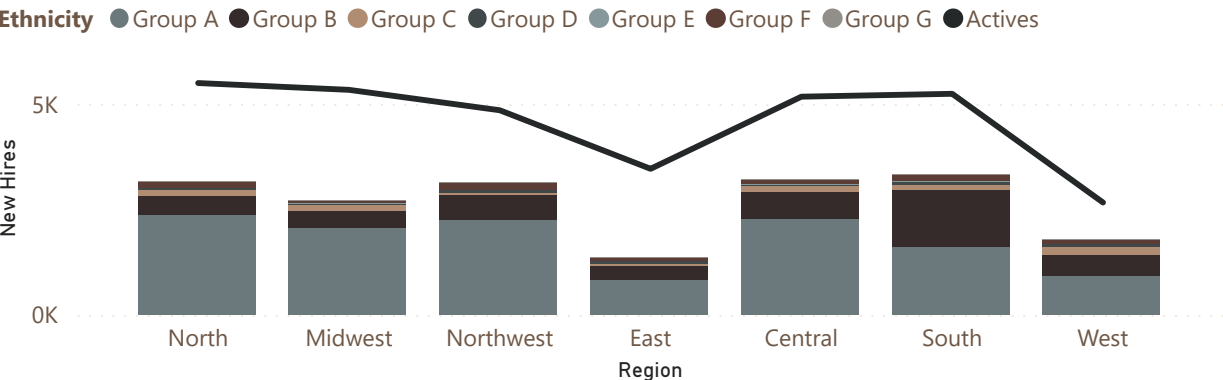 Ethnicity Group A Group B Group C Group D Group E Group F Group G Actives
5K
New Hires
0K
North Midwest Northwest East Central South West
Region